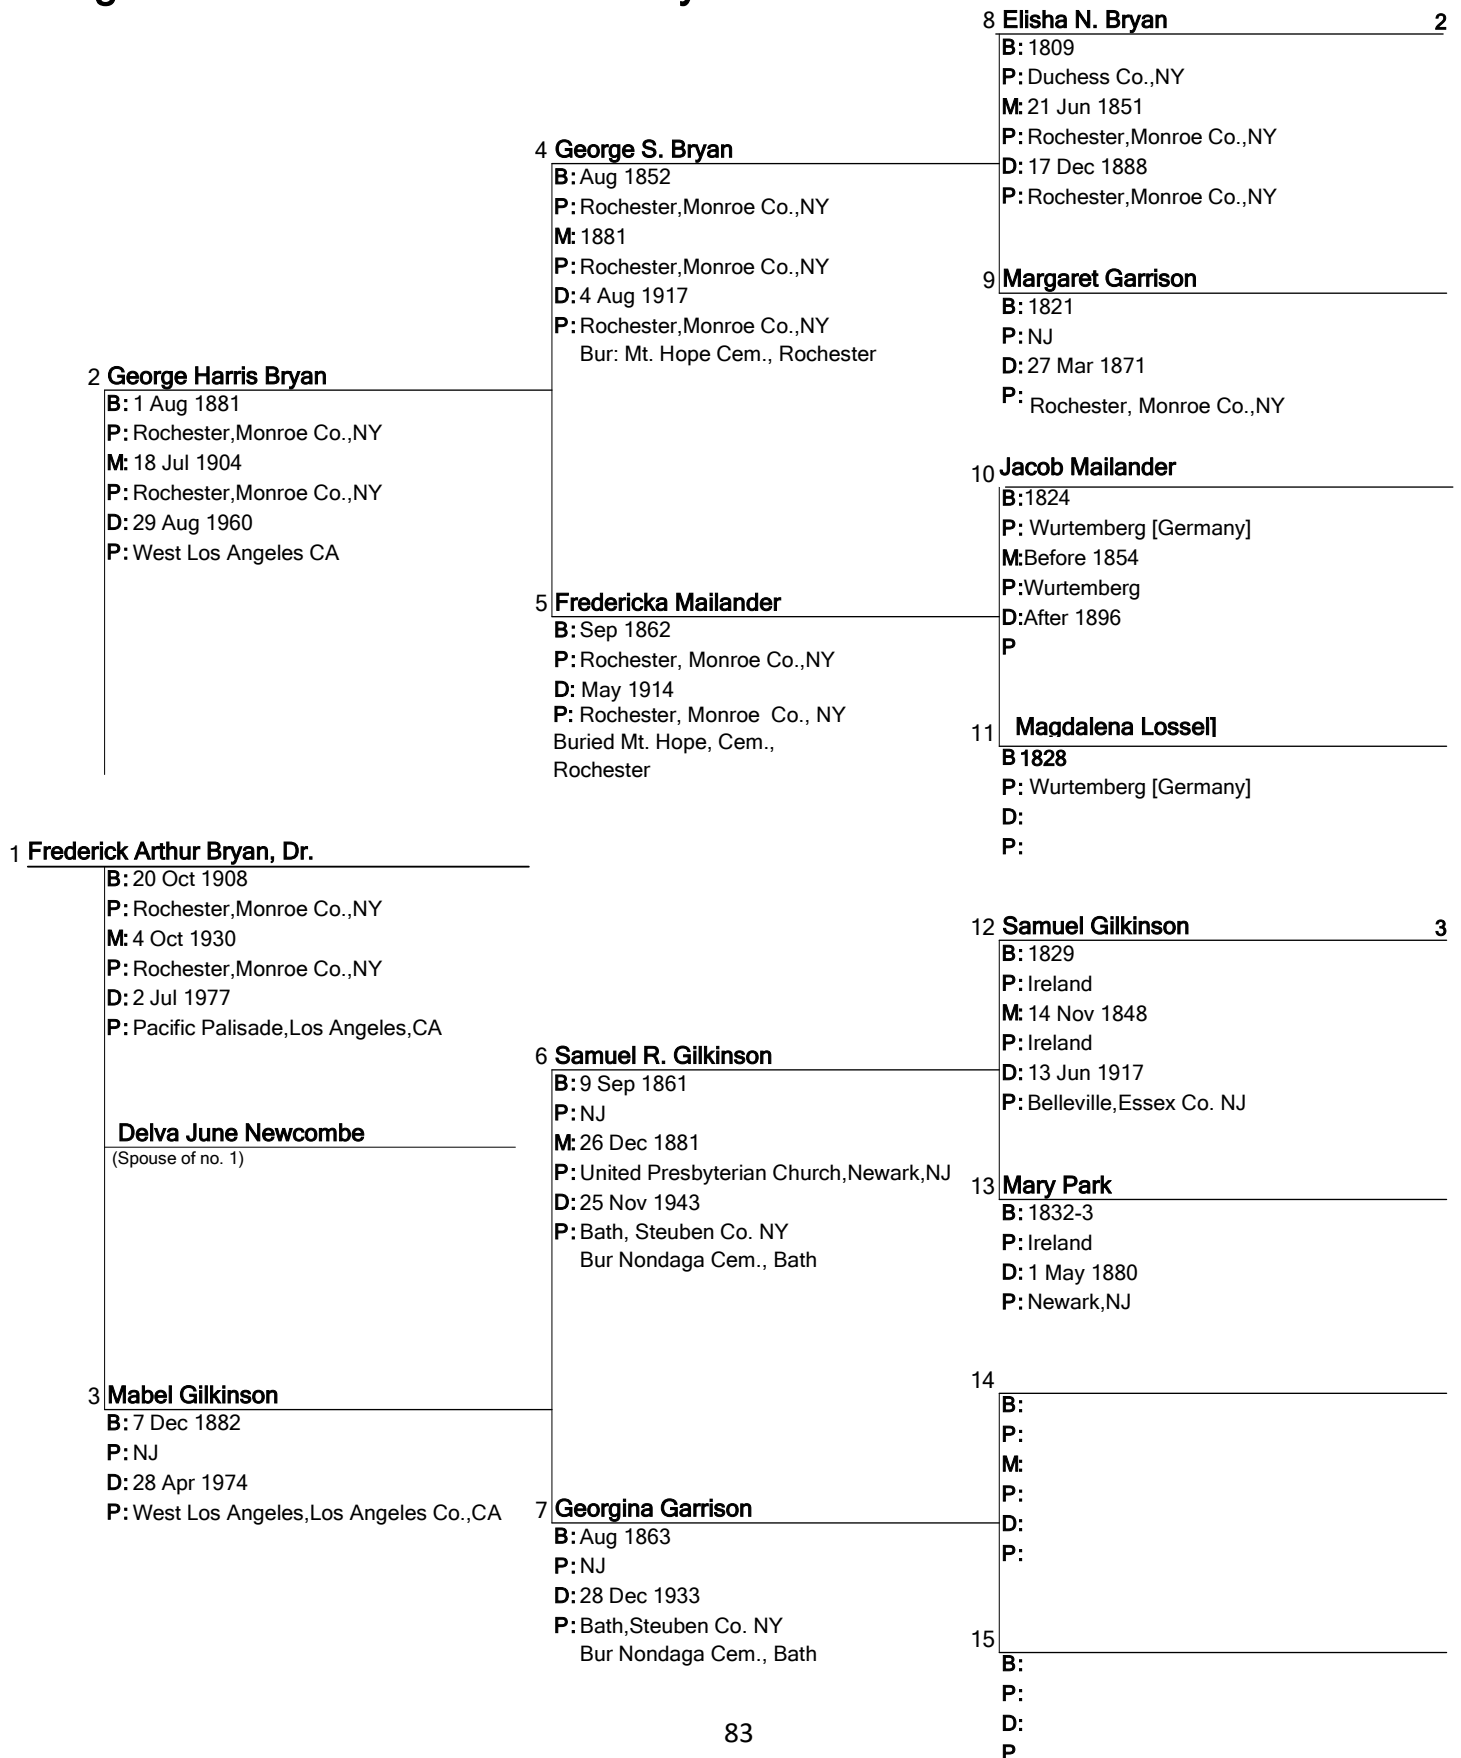 8 Elisha N. Bryan 2
B: 1809
P: Duchess Co.,NY
M: 21 Jun 1851
P: Rochester,Monroe Co.,NY
D: 17 Dec 1888
P: Rochester,Monroe Co.,NY
4 George S. Bryan
B: Aug 1852
P: Rochester,Monroe Co.,NY
M: 1881
P: Rochester,Monroe Co.,NY
D: 4 Aug 1917
P: Rochester,Monroe Co.,NY
Bur: Mt. Hope Cem., Rochester
9 Margaret Garrison
B: 1821
P: NJ
D: 27 Mar 1871
P: Rochester, Monroe Co.,NY
2 George Harris Bryan
B: 1 Aug 1881
P: Rochester,Monroe Co.,NY
M: 18 Jul 1904
P: Rochester,Monroe Co.,NY
D: 29 Aug 1960
P: West Los Angeles CA
10 Jacob Mailander
B:1824
P: Wurtemberg [Germany]
M:Before 1854
P:Wurtemberg
D:After 1896
P
5 Fredericka Mailander
B: Sep 1862
P: Rochester, Monroe Co.,NY
D: May 1914
P: Rochester, Monroe Co., NY
Buried Mt. Hope, Cem.,
Rochester
11 Magdalena Lossel]
B 1828
P: Wurtemberg [Germany]
D:
P:
1 Frederick Arthur Bryan, Dr.
B: 20 Oct 1908
P: Rochester,Monroe Co.,NY
M: 4 Oct 1930
P: Rochester,Monroe Co.,NY
D: 2 Jul 1977
P: Pacific Palisade,Los Angeles,CA
Delva June Newcombe
(Spouse of no. 1)
12 Samuel Gilkinson 3
B: 1829
P: Ireland
M: 14 Nov 1848
P: Ireland
D: 13 Jun 1917
P: Belleville,Essex Co. NJ
6 Samuel R. Gilkinson
B: 9 Sep 1861
P: NJ
M: 26 Dec 1881
P: United Presbyterian Church,Newark,NJ
D: 25 Nov 1943
P: Bath, Steuben Co. NY
Bur Nondaga Cem., Bath
13 Mary Park
B: 1832-3
P: Ireland
D: 1 May 1880
P: Newark,NJ
3 Mabel Gilkinson
B: 7 Dec 1882
P: NJ
D: 28 Apr 1974
P: West Los Angeles,Los Angeles Co.,CA
14
B:
P:
M:
P:
D:
P:
7 Georgina Garrison
B: Aug 1863
P: NJ
D: 28 Dec 1933
P: Bath,Steuben Co. NY
Bur Nondaga Cem., Bath
15
B:
P:
D:
P
83